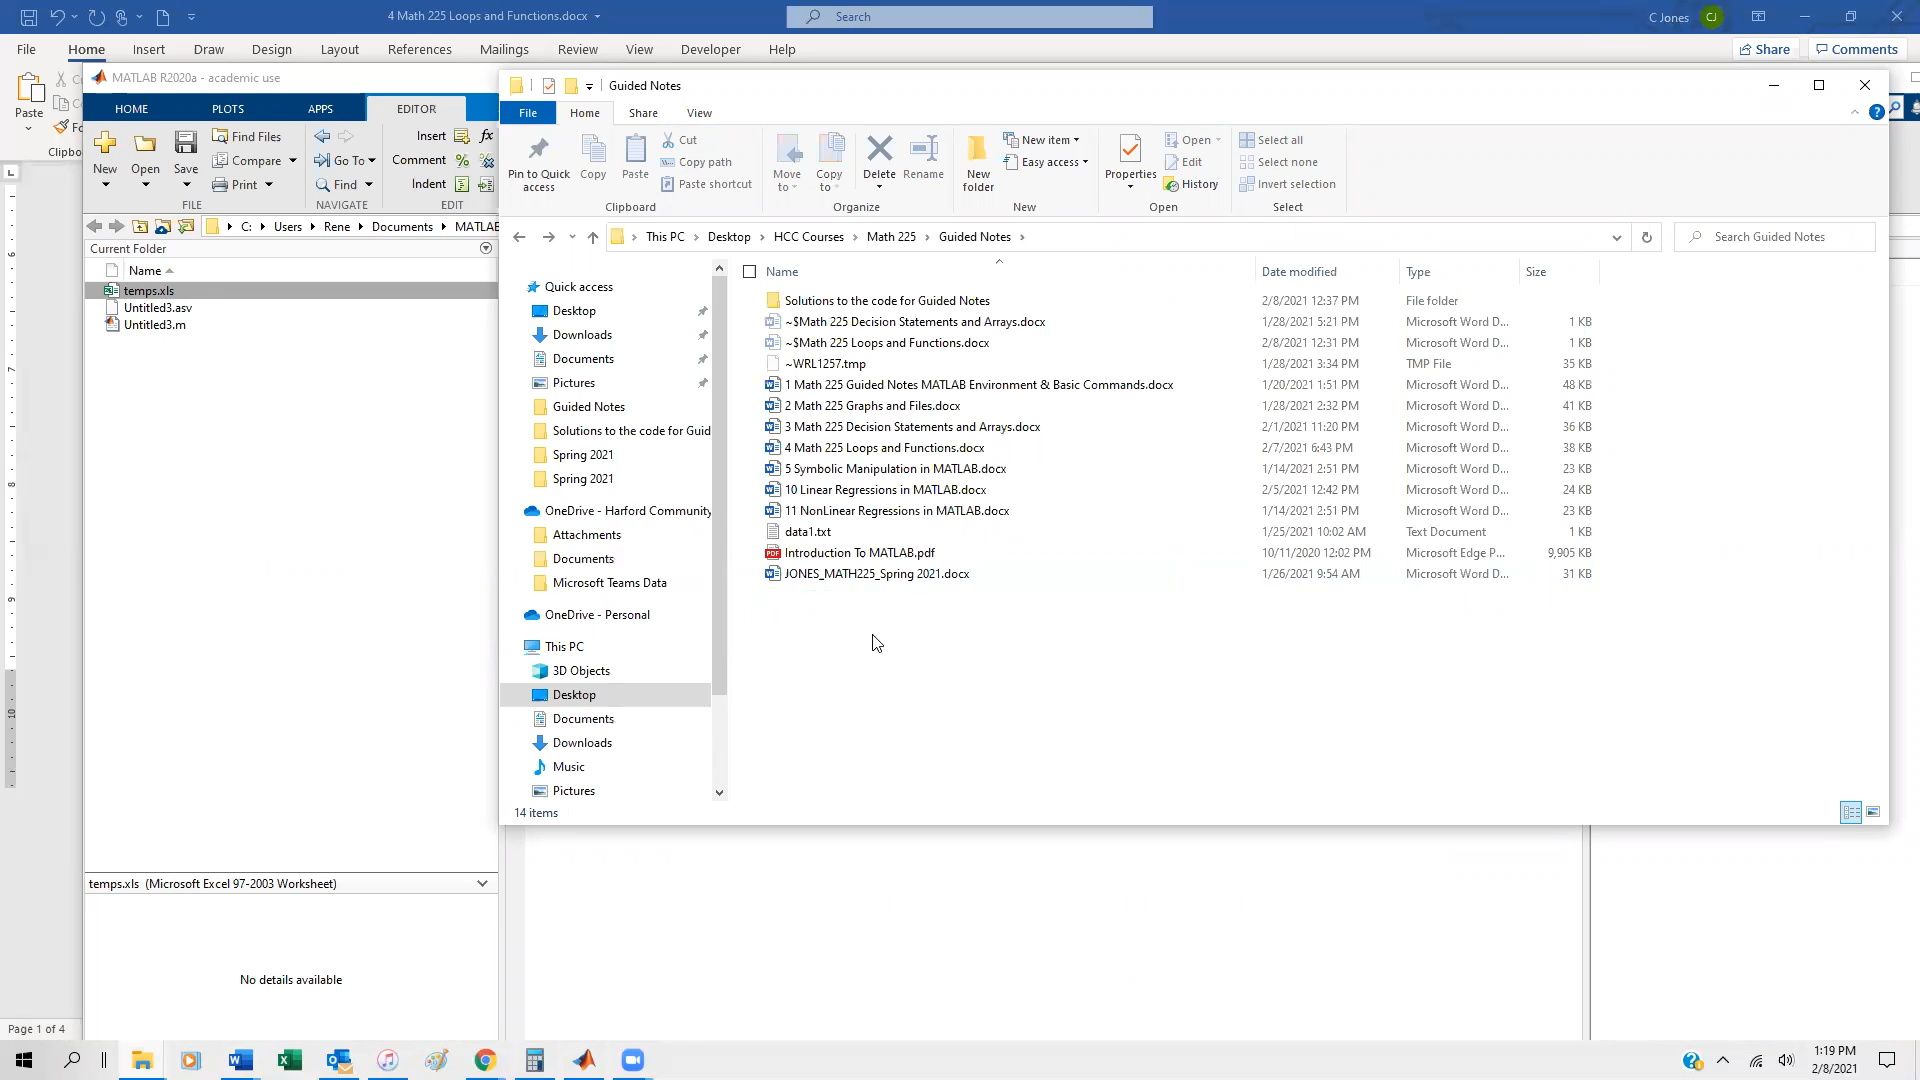 4 Math 225 Loops and Functions.docx
Search
C Jones
CJ
File Home Insert Draw Design Layout References Mailings Review View Developer Help
Share Comments
Paste
Clipbo
MATLAB R2020a - academic use
HOME PLOTS APPS EDITOR
New Open Save
Find Files
Compare
Print
FILE
Go To
Find
NAVIGATE
Insert fx
Comment
Indent
EDIT
C: Users Rene Documents MATLAB
Current Folder
Name
temps.xls
Untitled3.asv
Untitled3.m
temps.xls (Microsoft Excel 97-2003 Worksheet)
No details available
Page 1 of 4
Guided Notes
File Home Share View
Pin to Quick access
Copy
Paste
Cut
Copy path
Paste shortcut
Clipboard
Move to
Copy to
Delete
Rename
Organize
New folder
New item
Easy access
New
Properties
Open
Edit
History
Open
Select all
Select none
Invert selection
Select
This PC Desktop HCC Courses Math 225 Guided Notes
Search Guided Notes
Quick access
Desktop
Downloads
Documents
Pictures
Guided Notes
Solutions to the code for Guid
Spring 2021
Spring 2021
OneDrive - Harford Community
Attachments
Documents
Microsoft Teams Data
OneDrive - Personal
This PC
3D Objects
Desktop
Documents
Downloads
Music
Pictures
Name Date modified Type Size
Solutions to the code for Guided Notes 2/8/2021 12:37 PM File folder
~$Math 225 Decision Statements and Arrays.docx 1/28/2021 5:21 PM Microsoft Word D... 1 KB
~$Math 225 Loops and Functions.docx 2/8/2021 12:31 PM Microsoft Word D... 1 KB
~WRL1257.tmp 1/28/2021 3:34 PM TMP File 35 KB
1 Math 225 Guided Notes MATLAB Environment & Basic Commands.docx 1/20/2021 1:51 PM Microsoft Word D... 48 KB
2 Math 225 Graphs and Files.docx 1/28/2021 2:32 PM Microsoft Word D... 41 KB
3 Math 225 Decision Statements and Arrays.docx 2/1/2021 11:20 PM Microsoft Word D... 36 KB
4 Math 225 Loops and Functions.docx 2/7/2021 6:43 PM Microsoft Word D... 38 KB
5 Symbolic Manipulation in MATLAB.docx 1/14/2021 2:51 PM Microsoft Word D... 23 KB
10 Linear Regressions in MATLAB.docx 2/5/2021 12:42 PM Microsoft Word D... 24 KB
11 NonLinear Regressions in MATLAB.docx 1/14/2021 2:51 PM Microsoft Word D... 23 KB
data1.txt 1/25/2021 10:02 AM Text Document 1 KB
Introduction To MATLAB.pdf 10/11/2020 12:02 PM Microsoft Edge P... 9,905 KB
JONES_MATH225_Spring 2021.docx 1/26/2021 9:54 AM Microsoft Word D... 31 KB
14 items
1:19 PM
2/8/2021